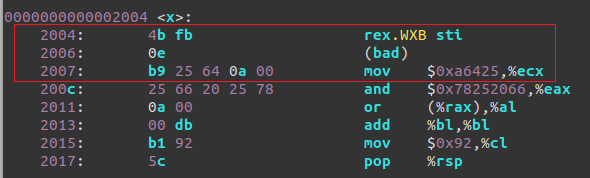 0000000000002004 <x>:
2004: 4b fb rex.WXB sti
2006: 0e (bad)
2007: b9 25 64 0a 00 mov $0xa6425,%ecx
200c: 25 66 20 25 78 and $0x78252066,%eax
2011: 0a 00 or (%rax),%al
2013: 00 db add %bl,%bl
2015: b1 92 mov $0x92,%cl
2017: 5c pop %rsp